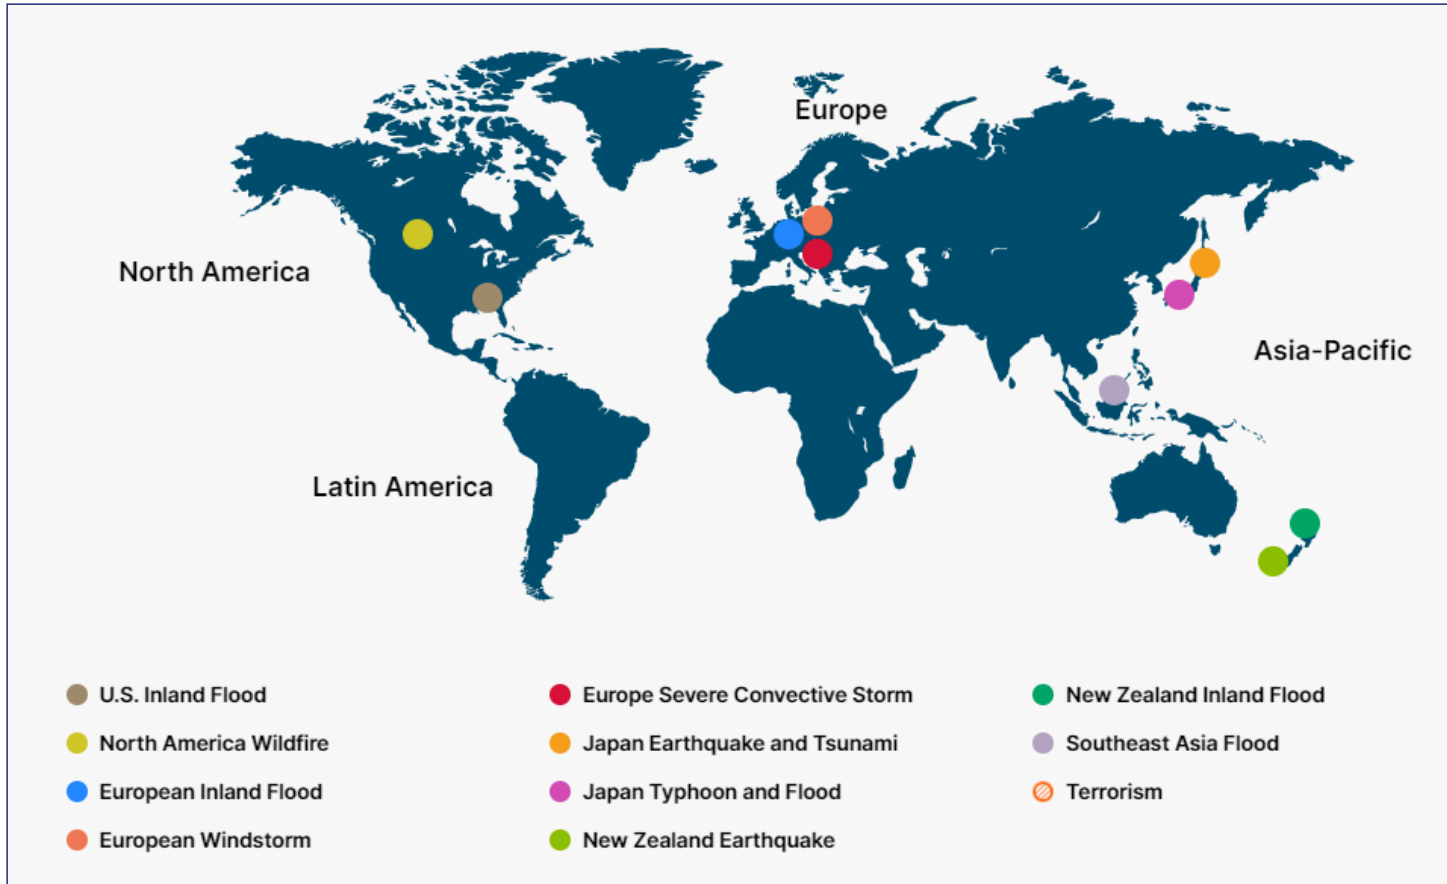 Europe
North America
Asia-Pacific
Latin America
U.S. Inland Flood
North America Wildfire
European Inland Flood
European Windstorm
Europe Severe Convective Storm
Japan Earthquake and Tsunami
Japan Typhoon and Flood
New Zealand Earthquake
New Zealand Inland Flood
Southeast Asia Flood
Terrorism